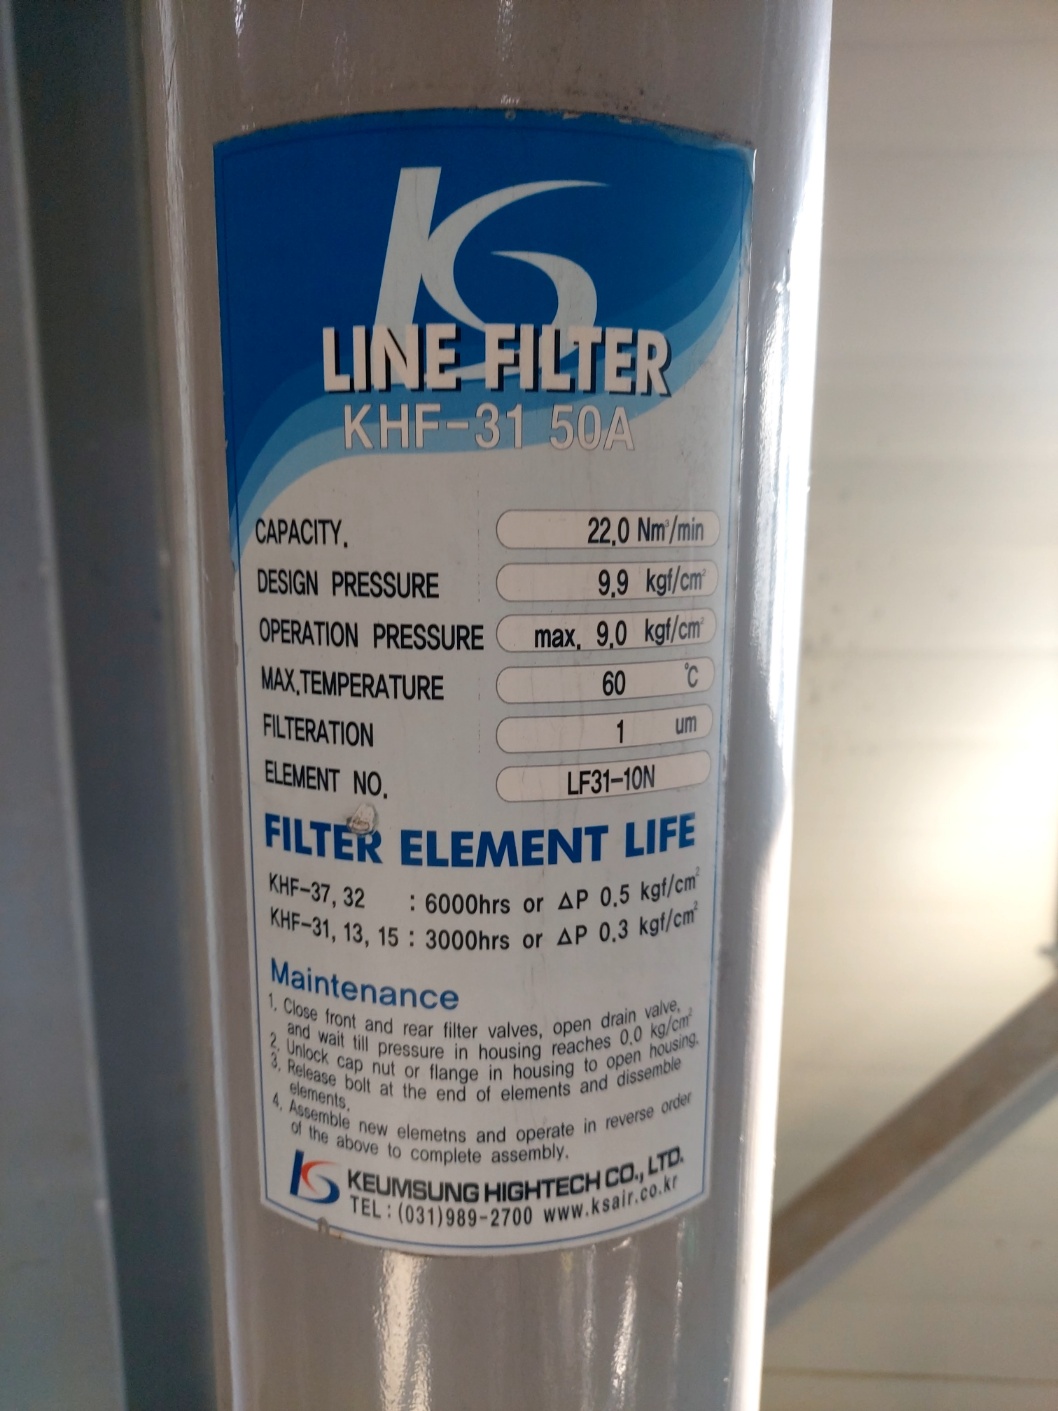 KS
LINE FILTER
KHF-31 50A
CAPACITY. 22.0 Nm³/min
DESIGN PRESSURE 9.9 kgf/cm²
OPERATION PRESSURE max. 9.0 kgf/cm²
MAX.TEMPERATURE 60 °C
FILTERATION 1 um
ELEMENT NO. LF31-10N
FILTER ELEMENT LIFE
KHF-37, 32 : 6000hrs or △P 0.5 kgf/cm²
KHF-31, 13, 15 : 3000hrs or △P 0.3 kgf/cm²
Maintenance
1. Close front and rear filter valves, open drain valve,
and wait till pressure in housing reaches 0.0 kg/cm²
2. Unlock cap nut or flange in housing to open housing.
3. Release bolt at the end of elements and dissemble
elements.
4. Assemble new elemetns and operate in reverse order
of the above to complete assembly.
KS KEUMSUNG HIGHTECH CO., LTD.
TEL : (031)989-2700 www.ksair.co.kr